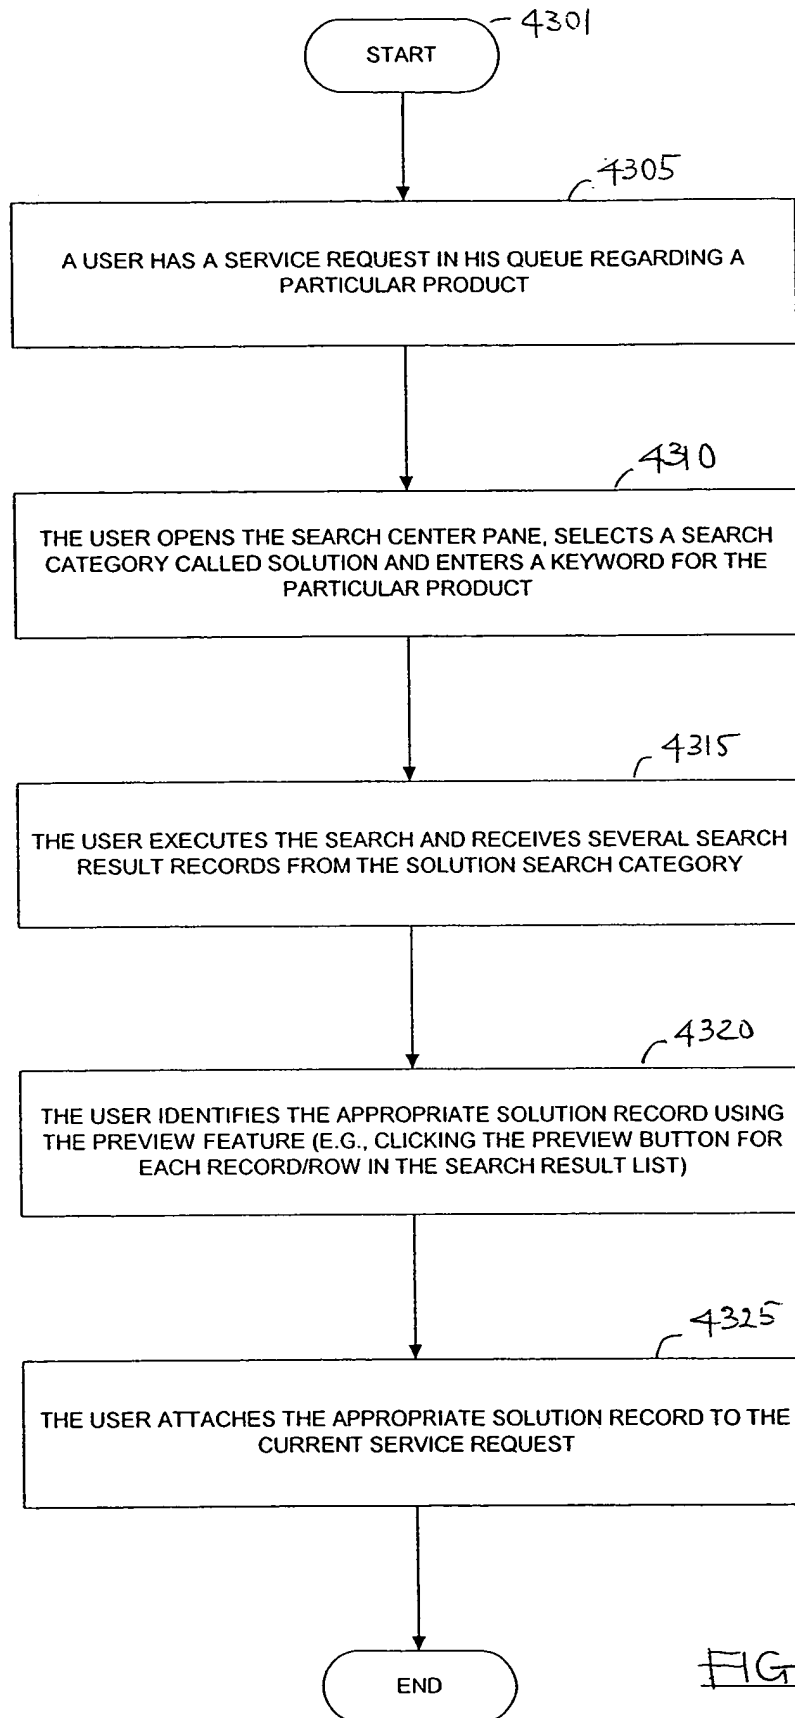 4301
START
4305
A USER HAS A SERVICE REQUEST IN HIS QUEUE REGARDING A
PARTICULAR PRODUCT
4310
THE USER OPENS THE SEARCH CENTER PANE, SELECTS A SEARCH
CATEGORY CALLED SOLUTION AND ENTERS A KEYWORD FOR THE
PARTICULAR PRODUCT
4315
THE USER EXECUTES THE SEARCH AND RECEIVES SEVERAL SEARCH
RESULT RECORDS FROM THE SOLUTION SEARCH CATEGORY
4320
THE USER IDENTIFIES THE APPROPRIATE SOLUTION RECORD USING
THE PREVIEW FEATURE (E.G., CLICKING THE PREVIEW BUTTON FOR
EACH RECORD/ROW IN THE SEARCH RESULT LIST)
4325
THE USER ATTACHES THE APPROPRIATE SOLUTION RECORD TO THE
CURRENT SERVICE REQUEST
END
FIG